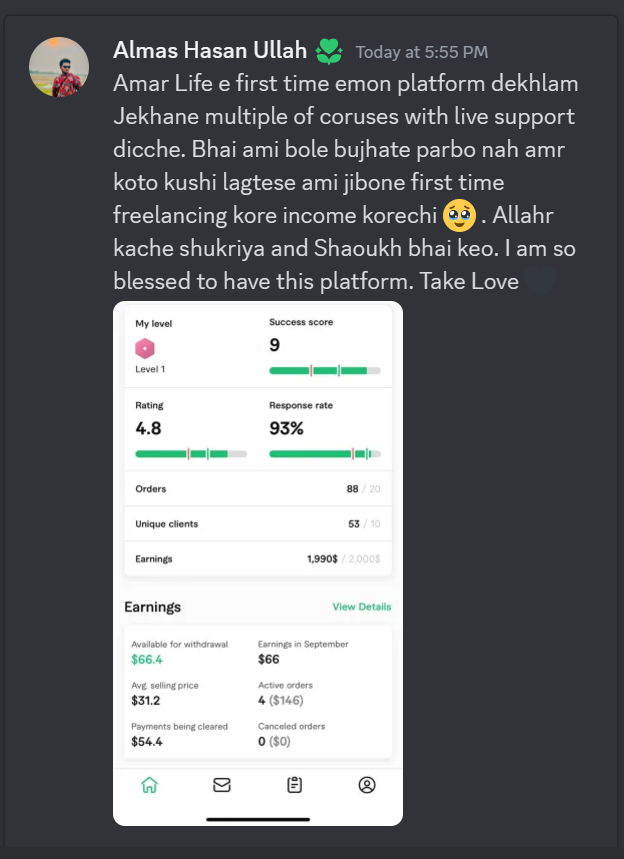 Almas Hasan Ullah Today at 5:55 PM
Amar Life e first time emon platform dekhlam
Jekhane multiple of coruses with live support
dicche. Bhai ami bole bujhate parbo nah amr
koto kushi lagtese ami jibone first time
freelancing kore income korechi 🥹 . Allahr
kache shukriya and Shaoukh bhai keo. I am so
blessed to have this platform. Take Love 🖤
My level Success score
9
Level 1
Rating Response rate
4.8 93%
Orders 88 / 20
Unique clients 53 / 10
Earnings 1,990$ / 2,000$
Earnings View Details
Available for withdrawal Earnings in September
$66.4 $66
Avg. selling price Active orders
$31.2 4 ($146)
Payments being cleared Canceled orders
$54.4 0 ($0)